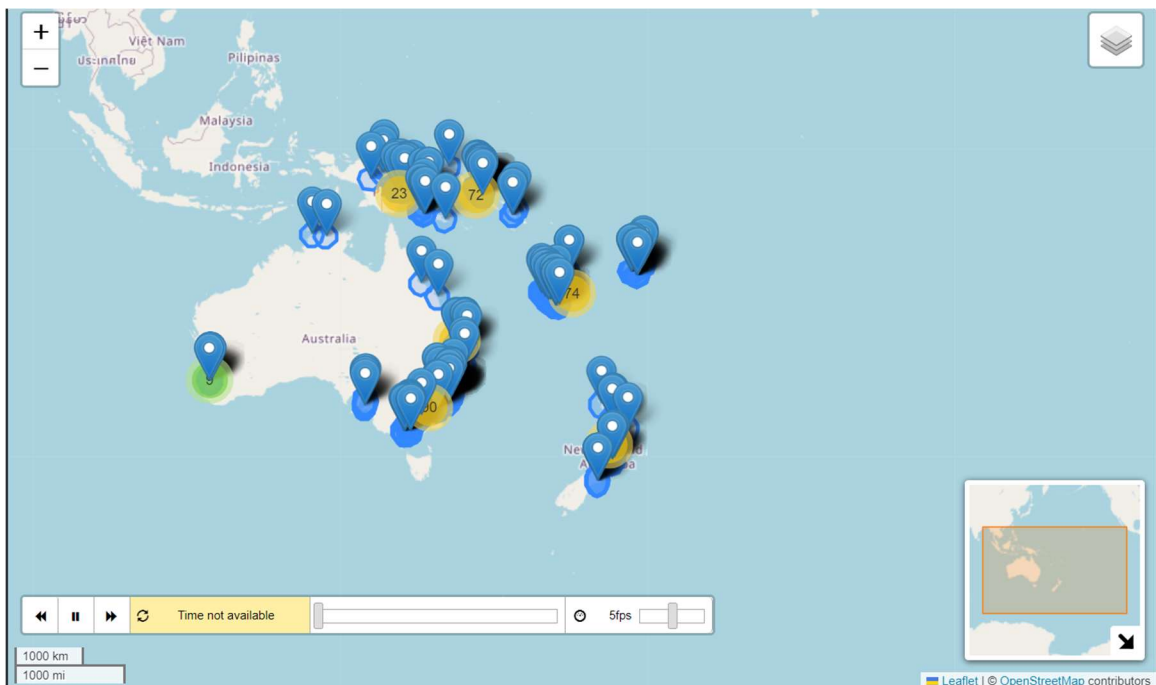 +
−
Việt Nam
ประเทศไทย
Pilipinas
Malaysia
Indonesia
23
72
74
Australia
9
Time not available
5fps
1000 km
1000 mi
Leaflet | © OpenStreetMap contributors